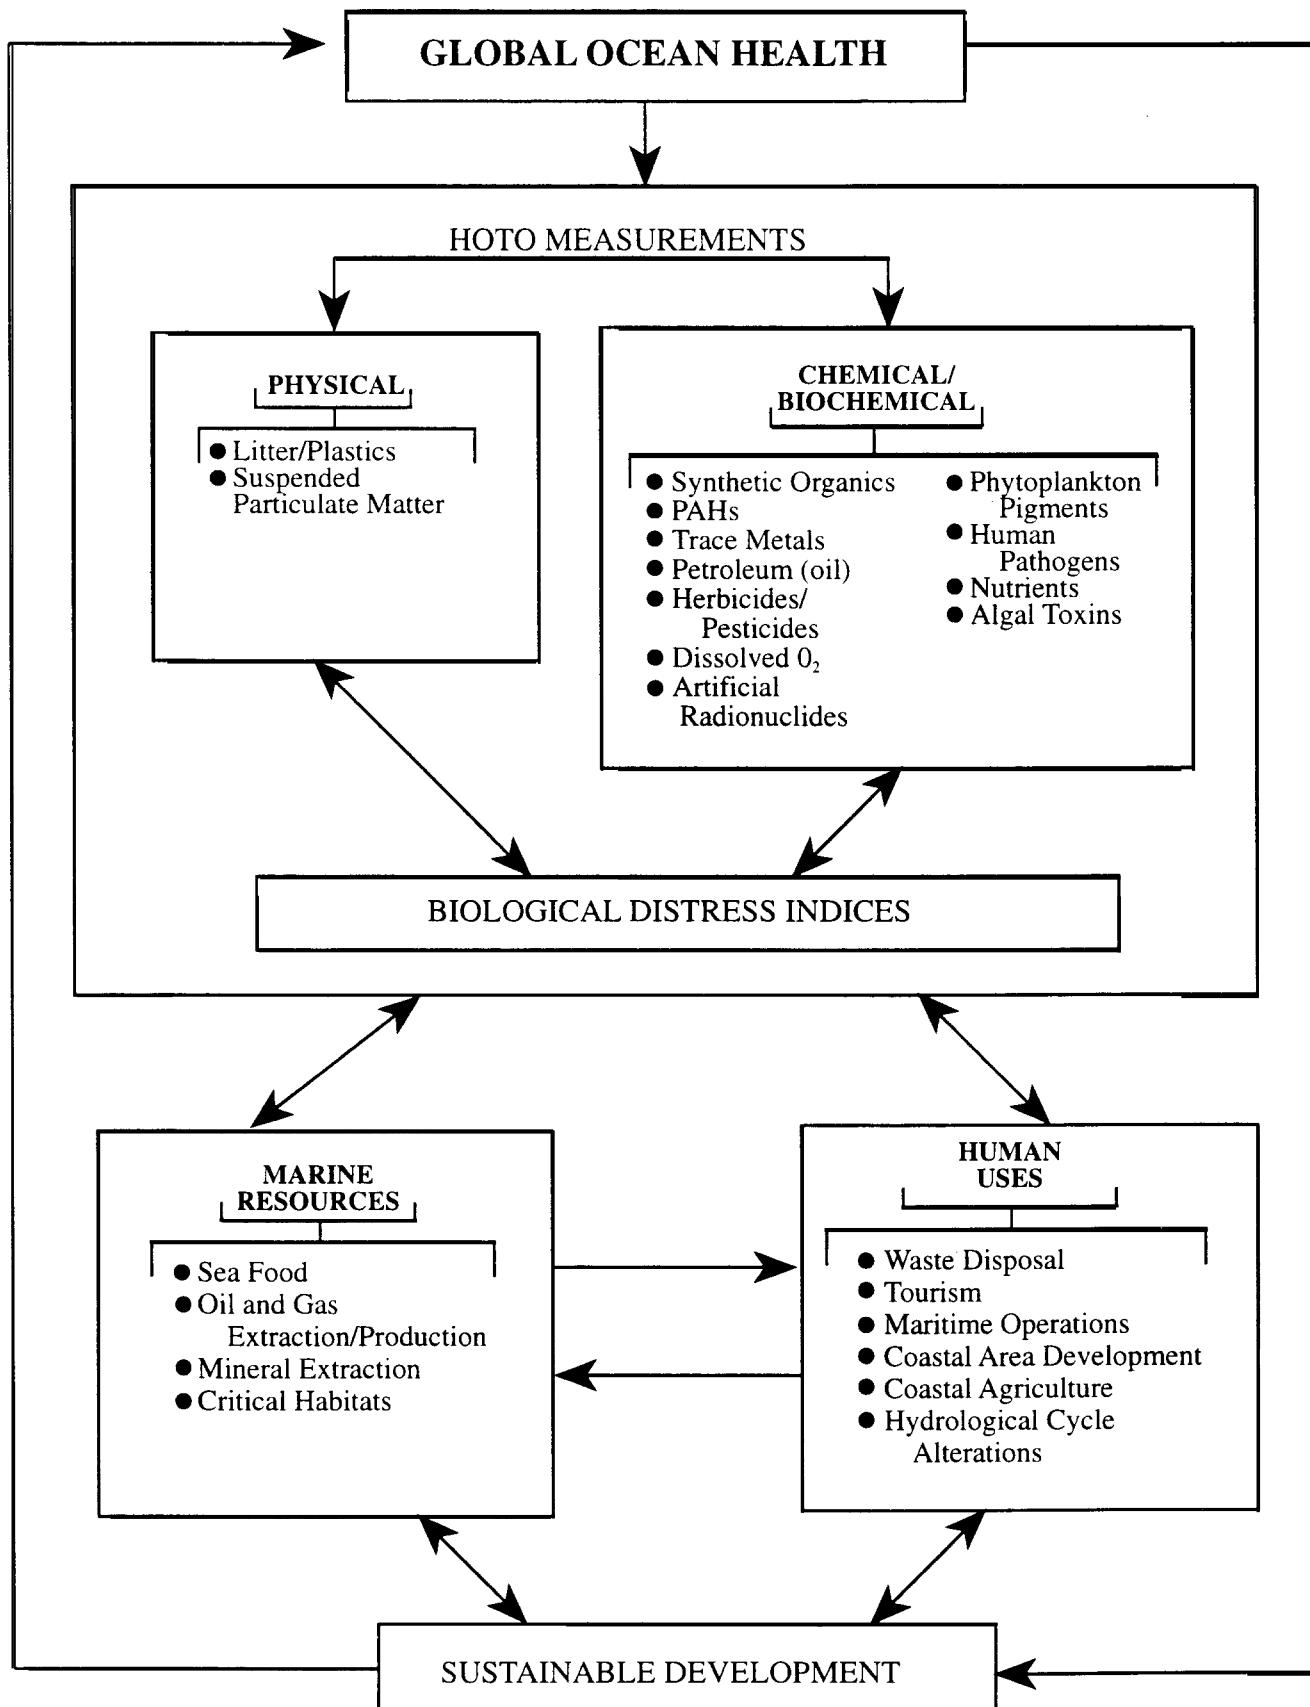 GLOBAL OCEAN HEALTH
HOTO MEASUREMENTS
PHYSICAL
● Litter/Plastics
● Suspended
Particulate Matter
CHEMICAL/
BIOCHEMICAL
● Synthetic Organics
● PAHs
● Trace Metals
● Petroleum (oil)
● Herbicides/
Pesticides
● Dissolved 0₂
● Artificial
Radionuclides
● Phytoplankton
Pigments
● Human
Pathogens
● Nutrients
● Algal Toxins
BIOLOGICAL DISTRESS INDICES
MARINE
RESOURCES
● Sea Food
● Oil and Gas
Extraction/Production
● Mineral Extraction
● Critical Habitats
HUMAN
USES
● Waste Disposal
● Tourism
● Maritime Operations
● Coastal Area Development
● Coastal Agriculture
● Hydrological Cycle
Alterations
SUSTAINABLE DEVELOPMENT